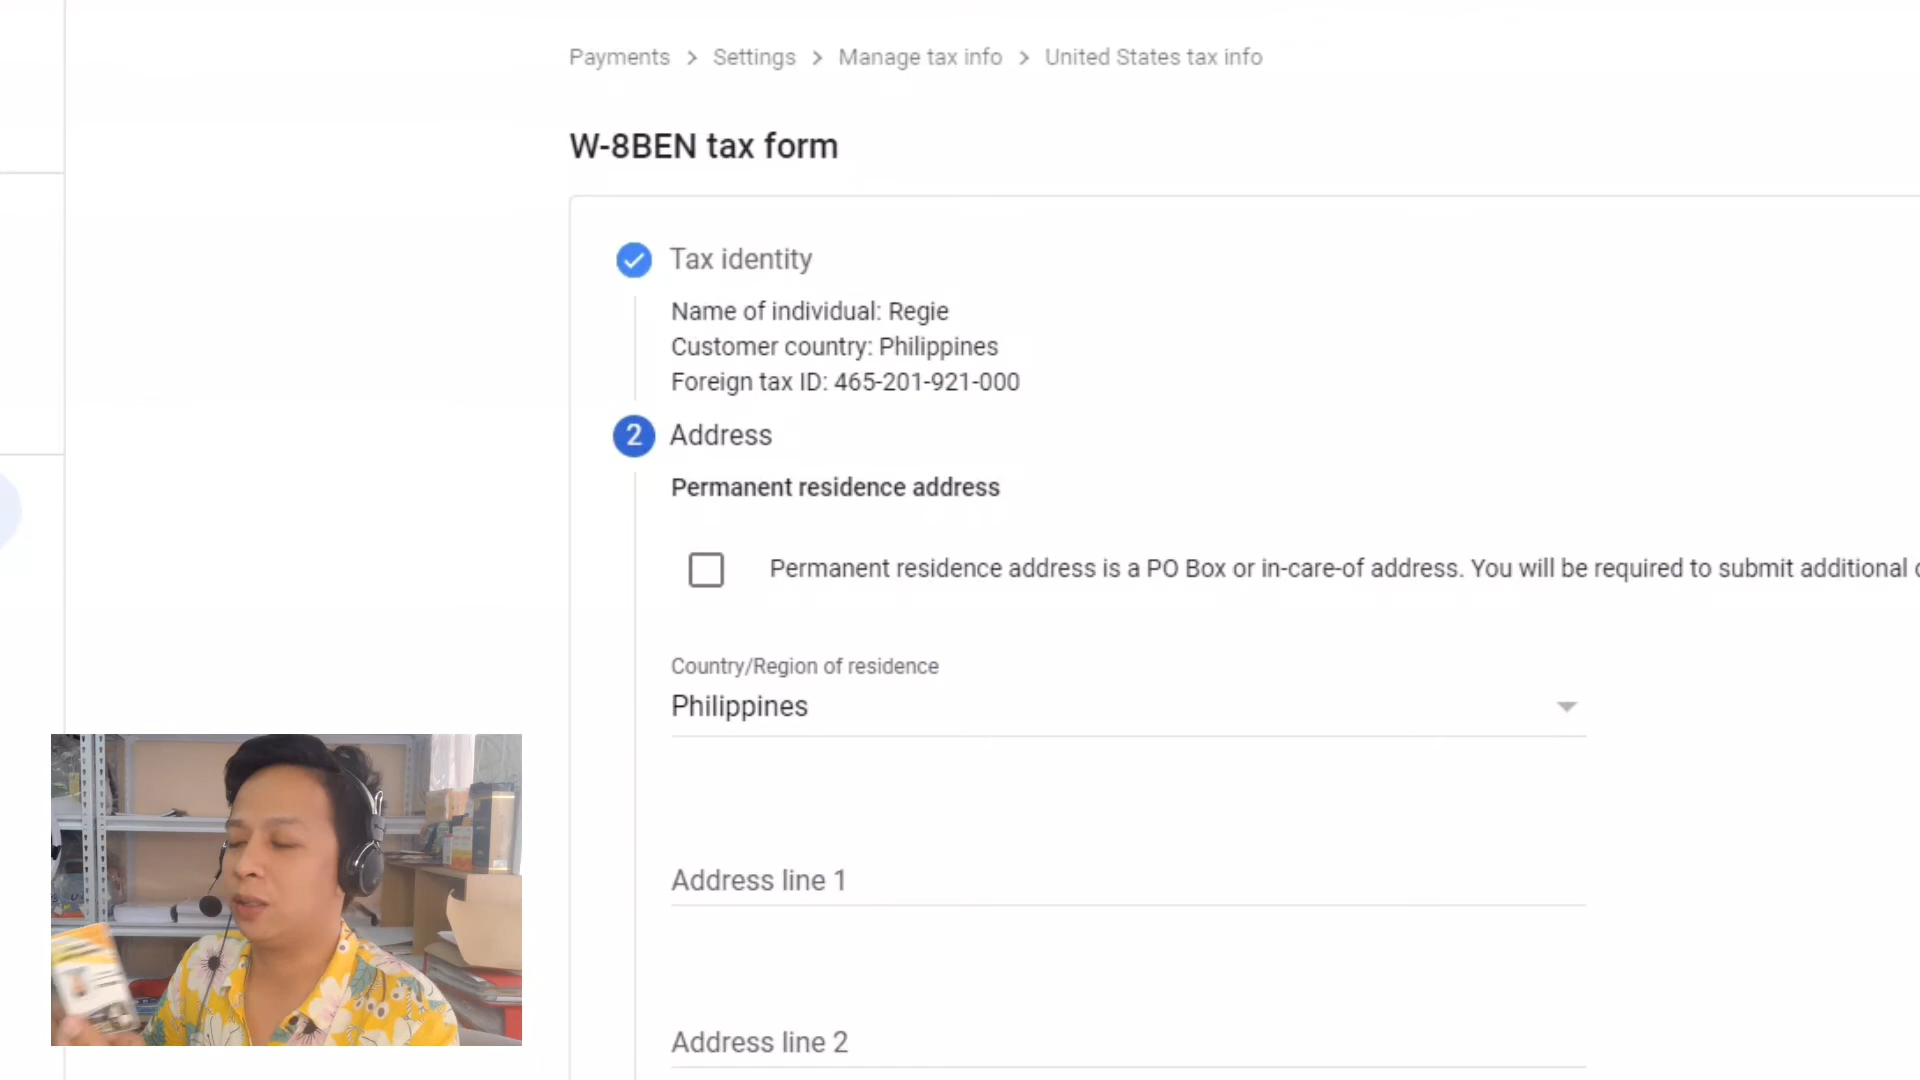 Payments > Settings > Manage tax info > United States tax info
W-8BEN tax form
Tax identity
Name of individual: Regie
Customer country: Philippines
Foreign tax ID: 465-201-921-000
2 Address
Permanent residence address
Permanent residence address is a PO Box or in-care-of address. You will be required to submit additional
Country/Region of residence
Philippines
Address line 1
Address line 2